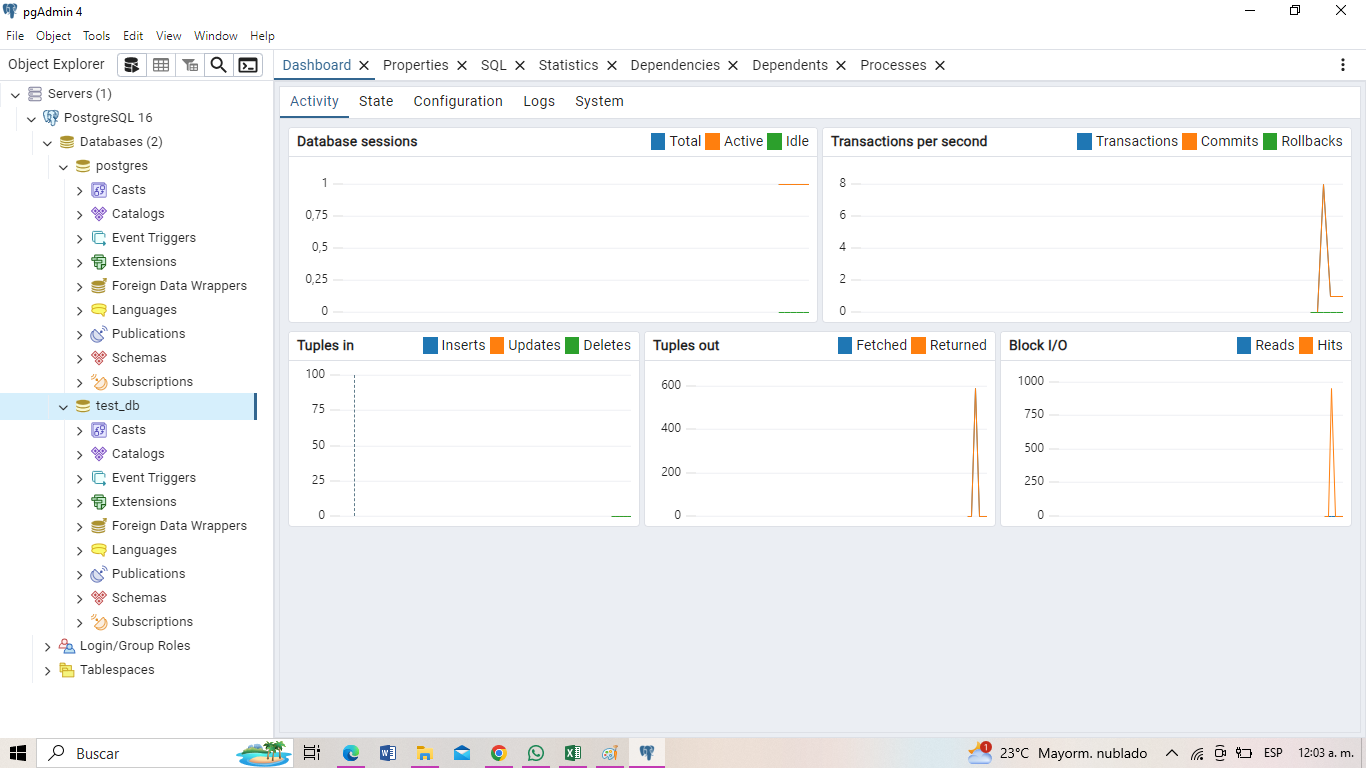 pgAdmin 4
File Object Tools Edit View Window Help
Object Explorer
Dashboard Properties SQL Statistics Dependencies Dependents Processes
Servers (1)
PostgreSQL 16
Databases (2)
postgres
Casts
Catalogs
Event Triggers
Extensions
Foreign Data Wrappers
Languages
Publications
Schemas
Subscriptions
test_db
Casts
Catalogs
Event Triggers
Extensions
Foreign Data Wrappers
Languages
Publications
Schemas
Subscriptions
Login/Group Roles
Tablespaces
Activity State Configuration Logs System
Database sessions Total Active Idle
1
0,75
0,5
0,25
0
Transactions per second Transactions Commits Rollbacks
8
6
4
2
0
Tuples in Inserts Updates Deletes
100
75
50
25
0
Tuples out Fetched Returned
600
400
200
0
Block I/O Reads Hits
1000
750
500
250
0
Buscar 1 23°C Mayorm. nublado ESP 12:03 a. m.